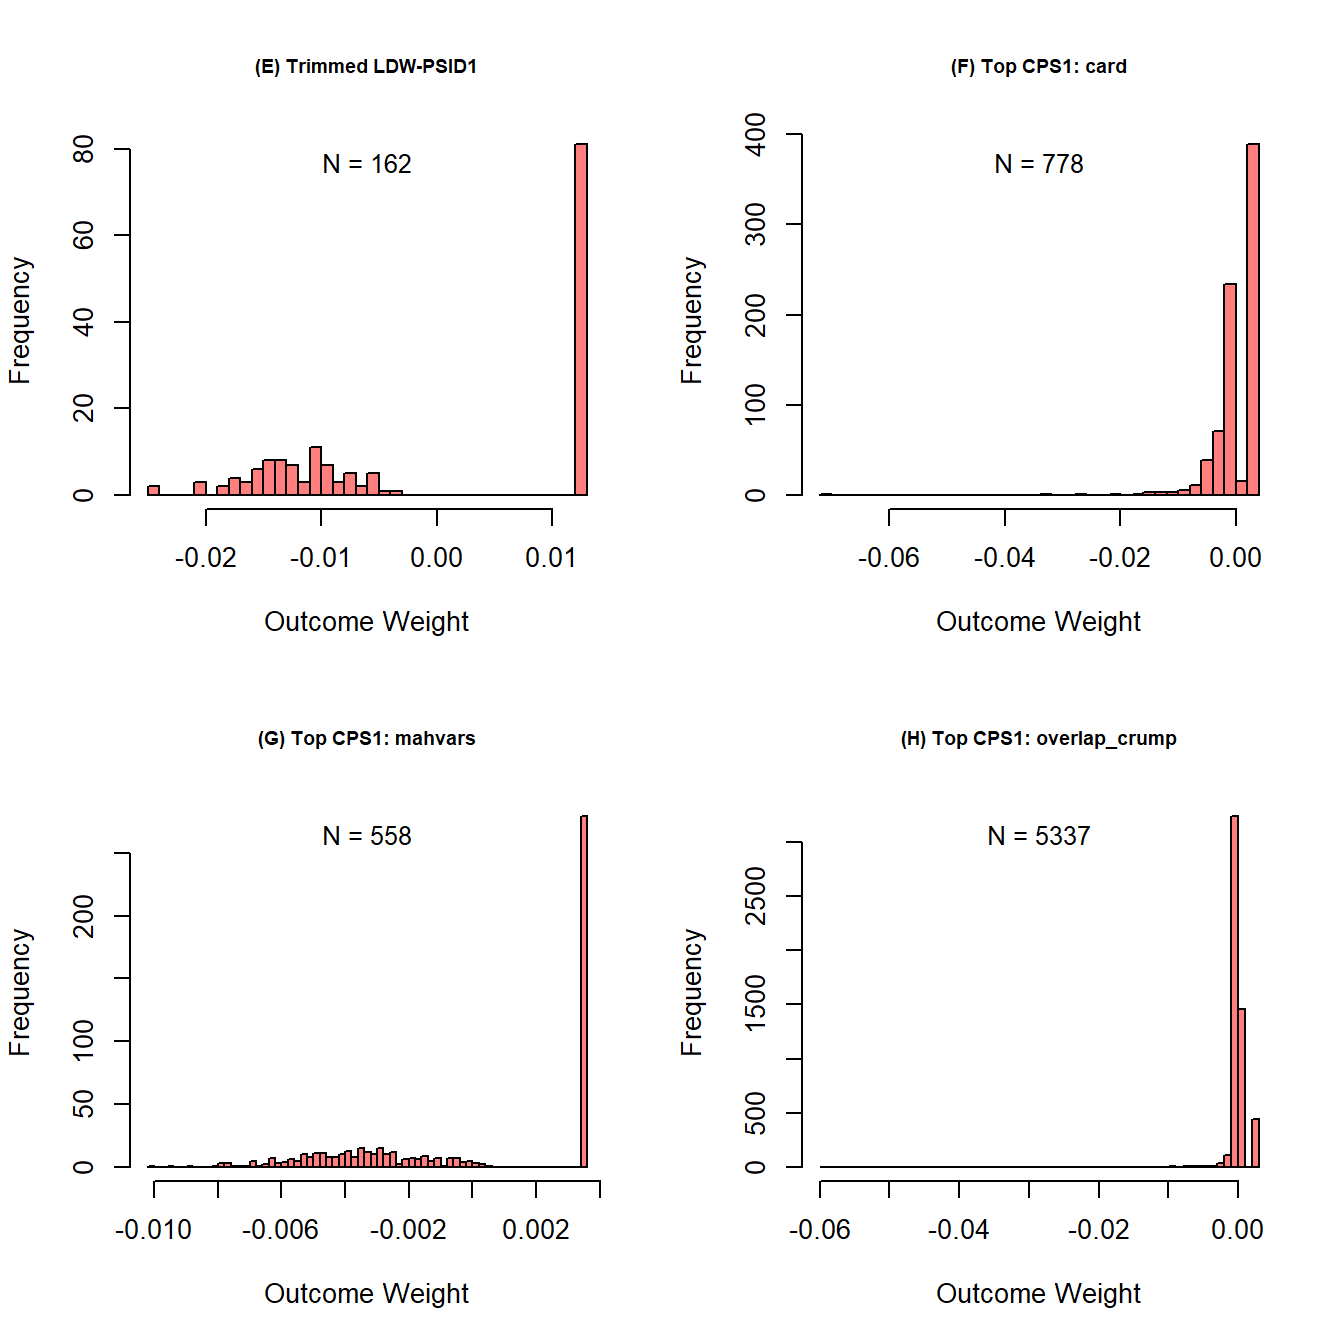 (E) Trimmed LDW-PSID1
N = 162
Frequency
0 20 40 60 80
-0.02 -0.01 0.00 0.01
Outcome Weight
(F) Top CPS1: card
N = 778
Frequency
0 100 200 300 400
-0.06 -0.04 -0.02 0.00
Outcome Weight
(G) Top CPS1: mahvars
N = 558
Frequency
0 50 100 200
-0.010 -0.006 -0.002 0.002
Outcome Weight
(H) Top CPS1: overlap_crump
N = 5337
Frequency
0 500 1500 2500
-0.06 -0.04 -0.02 0.00
Outcome Weight